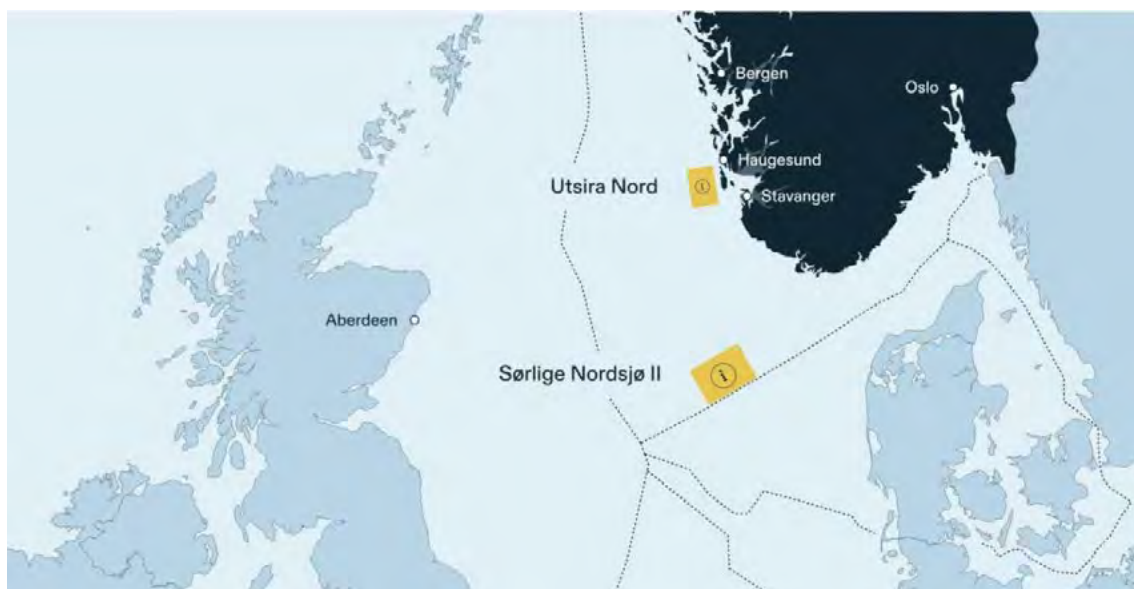 Bergen
Oslo
Haugesund
Utsira Nord
i
Stavanger
Aberdeen
Sørlige Nordsjø II
i